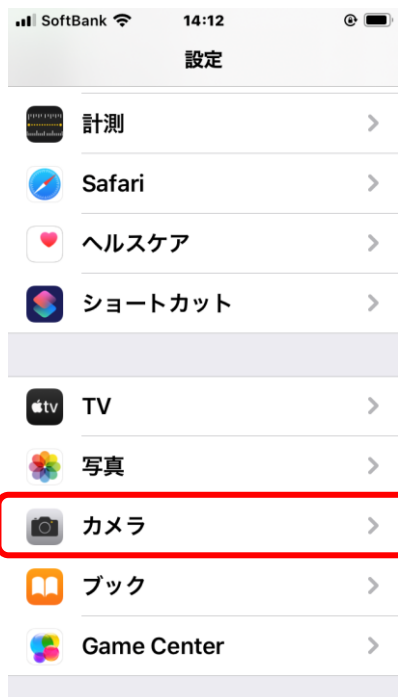 SoftBank 14:12
設定
計測
Safari
ヘルスケア
ショートカット
tv TV
写真
カメラ
ブック
Game Center